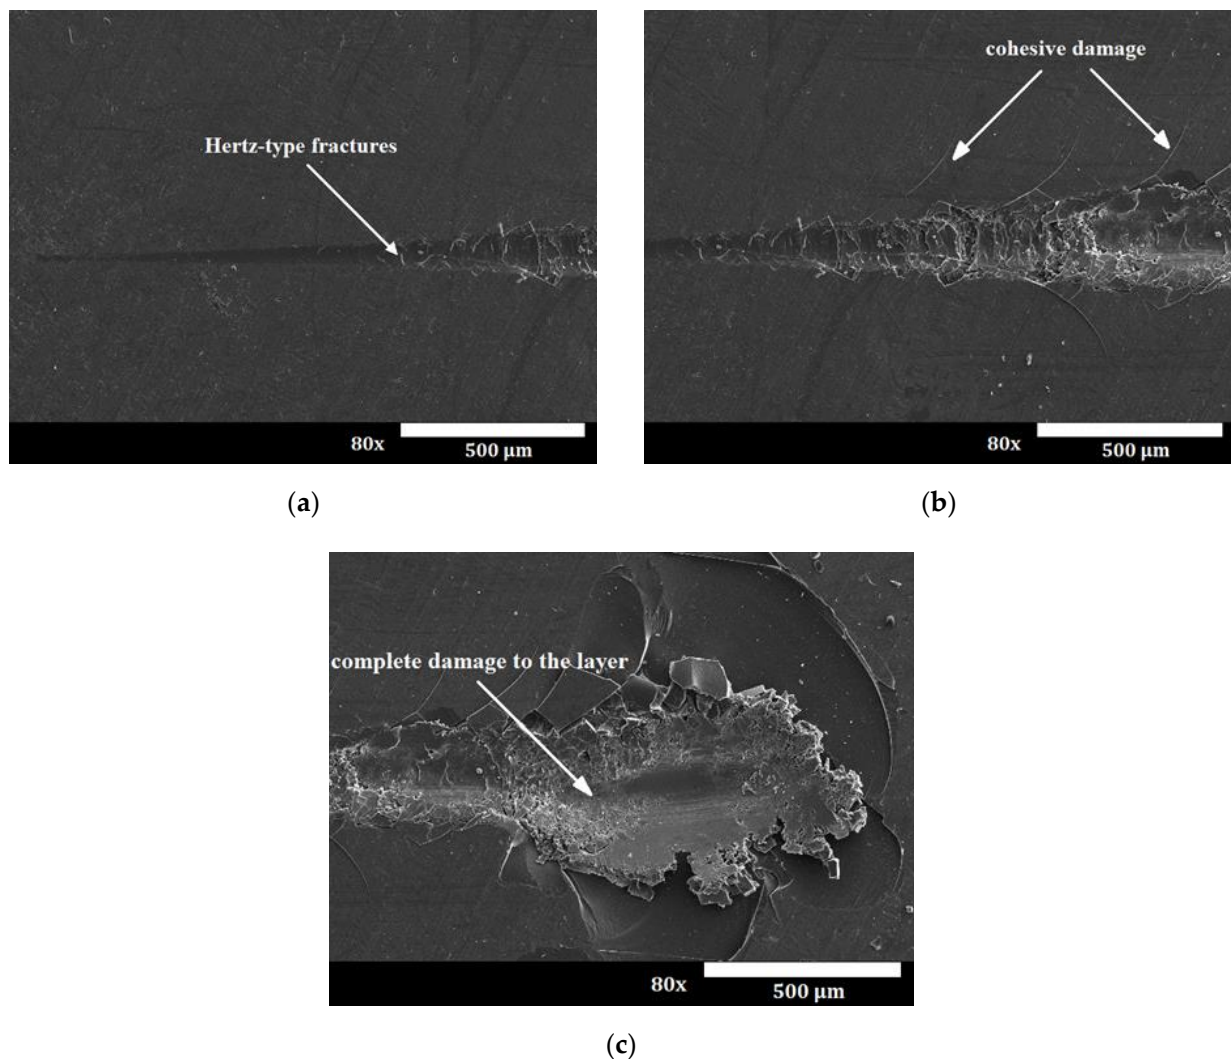 Hertz-type fractures
80x
500 µm
(a)
cohesive damage
80x
500 µm
(b)
complete damage to the layer
80x
500 µm
(c)